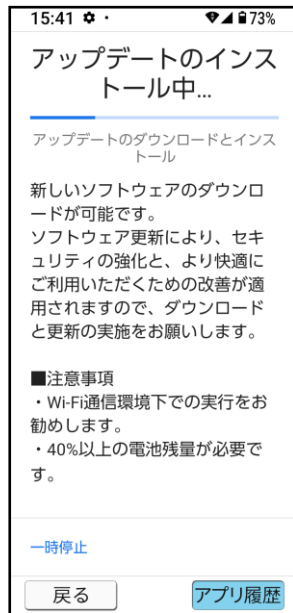 15:41
73%
アップデートのインス
トール中...
アップデートのダウンロードとインス
トール
新しいソフトウェアのダウンロ
ードが可能です。
ソフトウェア更新により、セキ
ュリティの強化と、より快適に
ご利用いただくための改善が適
用されますので、ダウンロード
と更新の実施をお願いします。
■注意事項
・Wi-Fi通信環境下での実行をお
勧めします。
・40%以上の電池残量が必要で
す。
一時停止
戻る
アプリ履歴